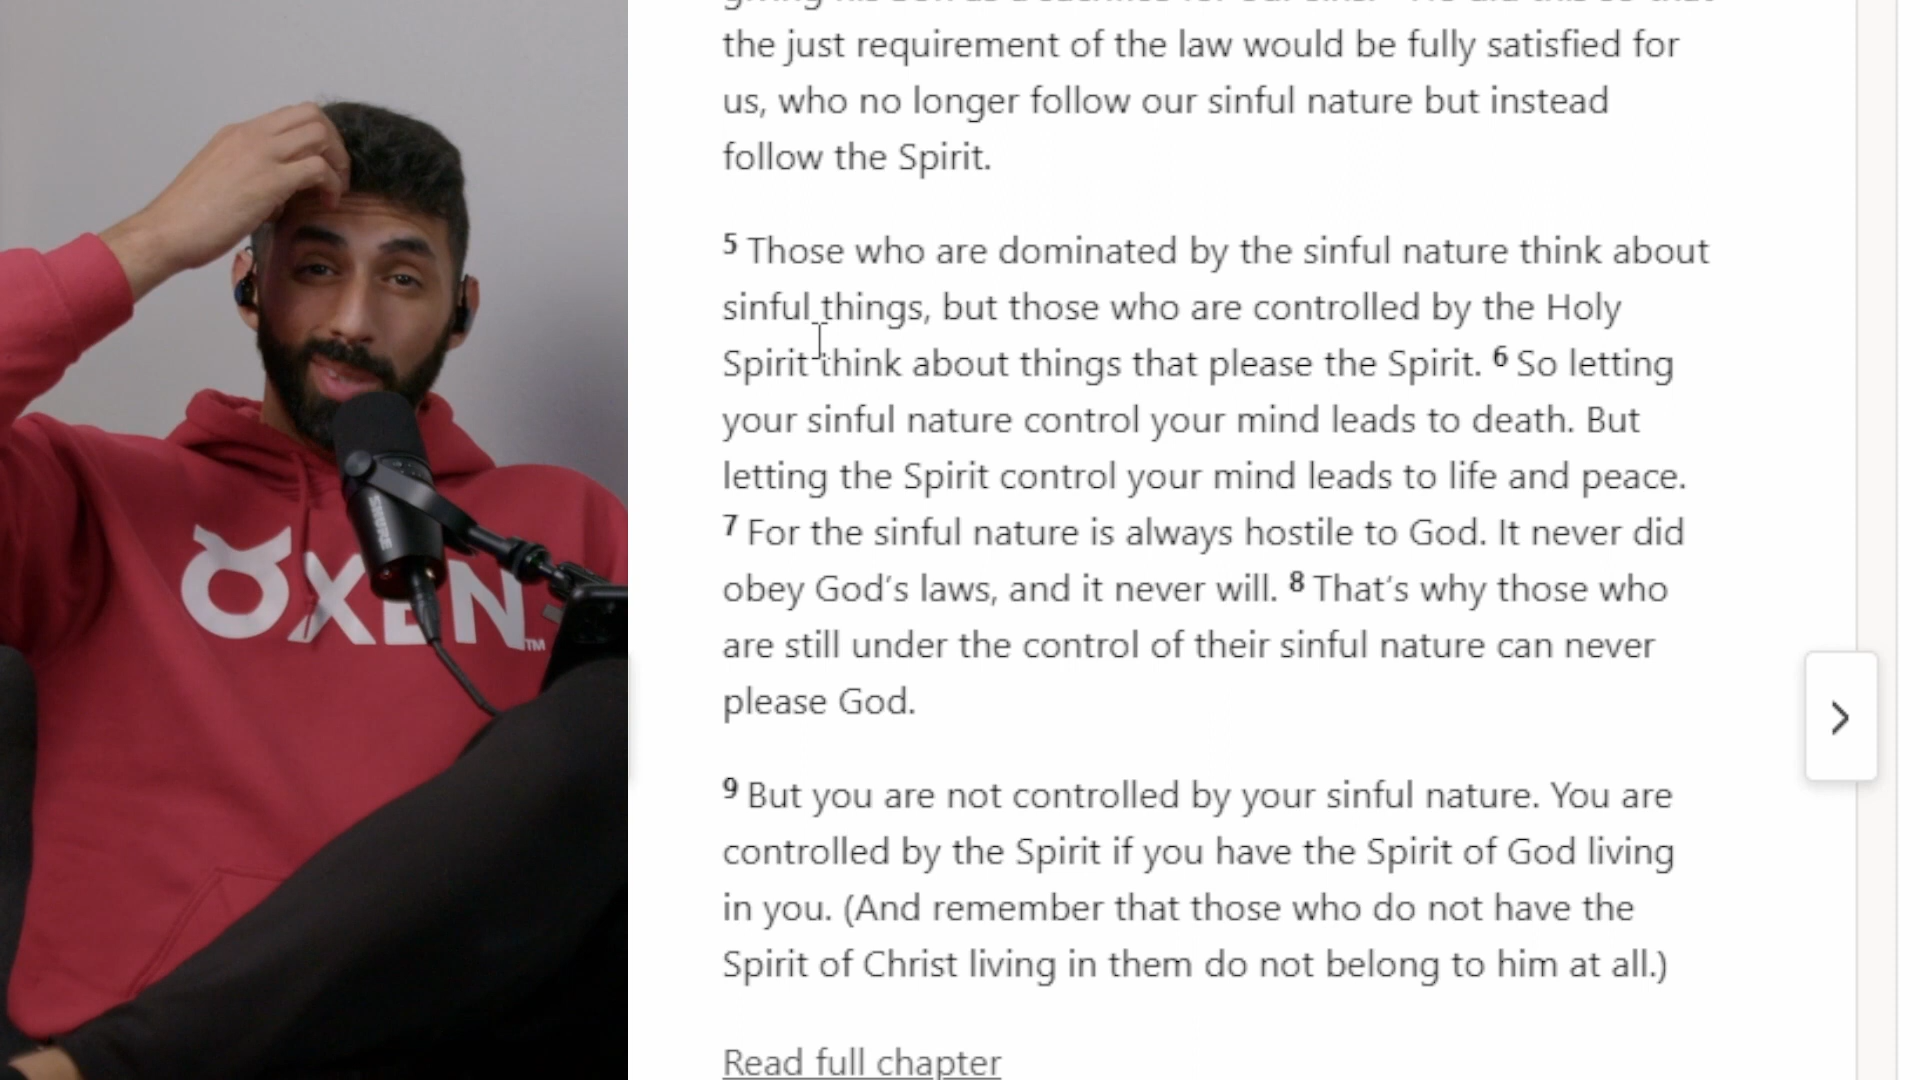 the just requirement of the law would be fully satisfied for
us, who no longer follow our sinful nature but instead
follow the Spirit.
5 Those who are dominated by the sinful nature think about
sinful things, but those who are controlled by the Holy
Spirit think about things that please the Spirit. 6 So letting
your sinful nature control your mind leads to death. But
letting the Spirit control your mind leads to life and peace.
7 For the sinful nature is always hostile to God. It never did
obey God's laws, and it never will. 8 That's why those who
are still under the control of their sinful nature can never
please God.
9 But you are not controlled by your sinful nature. You are
controlled by the Spirit if you have the Spirit of God living
in you. (And remember that those who do not have the
Spirit of Christ living in them do not belong to him at all.)
Read full chapter
SHURE
OXEN TM